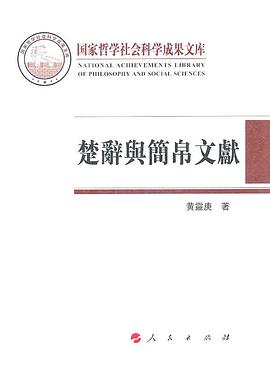 国家哲学社会科学成果文库
NATIONAL ACHIEVEMENTS LIBRARY
OF PHILOSOPHY AND SOCIAL SCIENCES
楚辭與簡帛文獻
黄靈庚 著
人民出版社